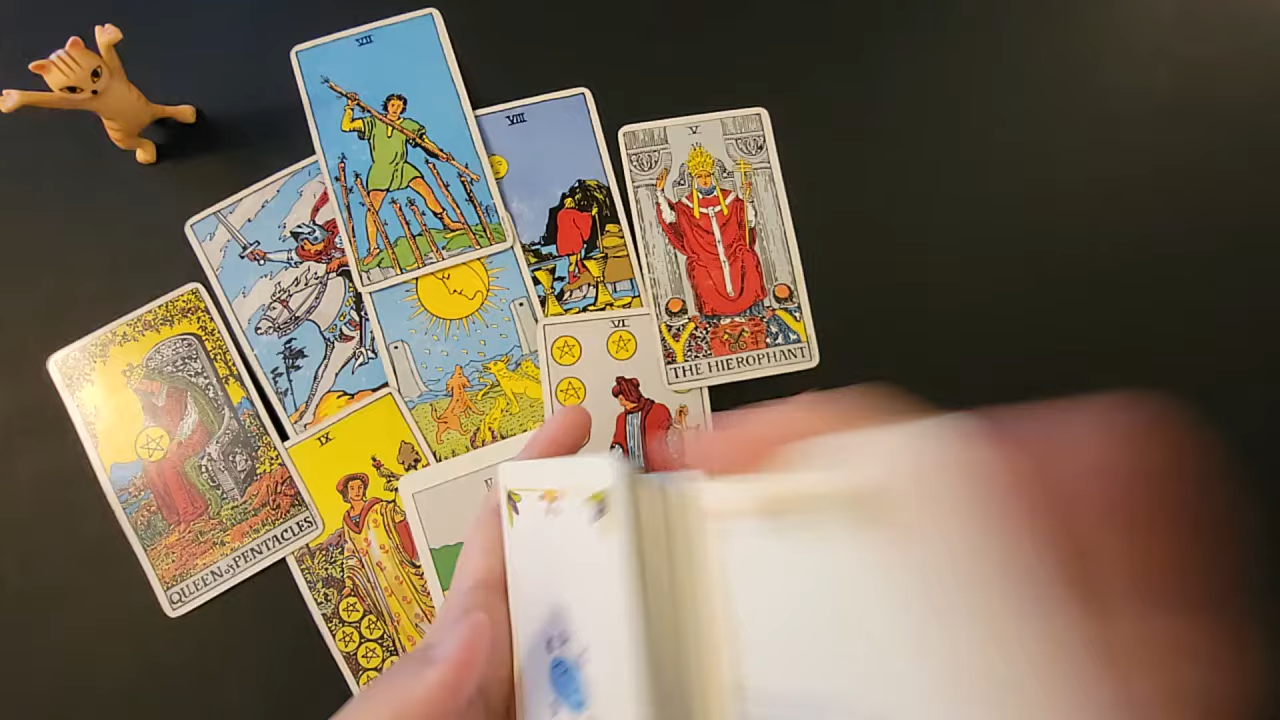 VII
VIII
V
THE HIEROPHANT
VI
IX
QUEEN of PENTACLES